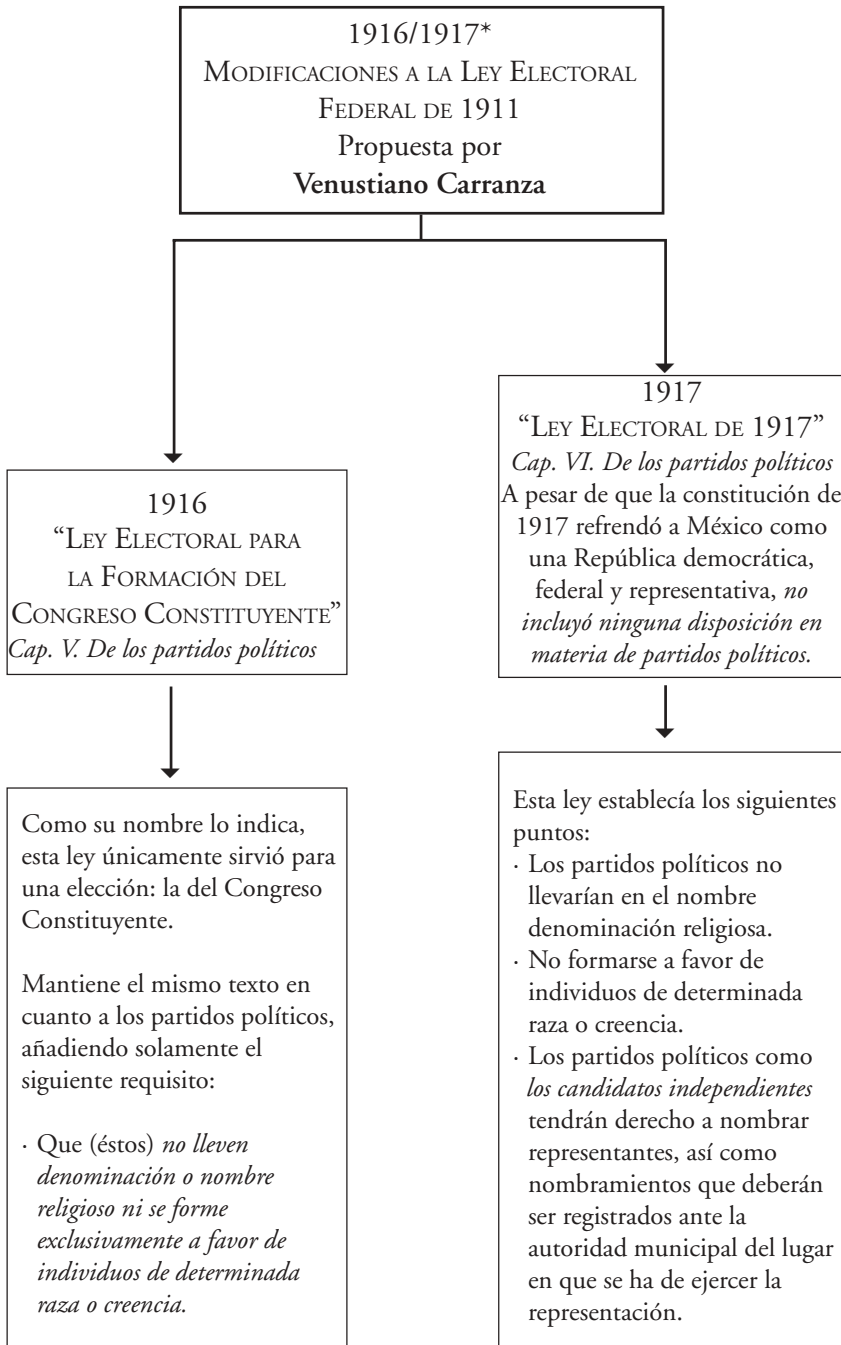 1916/1917*
Modificaciones a la Ley Electoral
Federal de 1911
Propuesta por
Venustiano Carranza
1916
“Ley Electoral para
la Formación del
Congreso Constituyente”
Cap. V. De los partidos políticos
Como su nombre lo indica,
esta ley únicamente sirvió para
una elección: la del Congreso
Constituyente.
Mantiene el mismo texto en
cuanto a los partidos políticos,
añadiendo solamente el
siguiente requisito:
· Que (éstos) no lleven
denominación o nombre
religioso ni se forme
exclusivamente a favor de
individuos de determinada
raza o creencia.
1917
“Ley Electoral de 1917”
Cap. VI. De los partidos políticos
A pesar de que la constitución de
1917 refrendó a México como
una República democrática,
federal y representativa, no
incluyó ninguna disposición en
materia de partidos políticos.
Esta ley establecía los siguientes
puntos:
· Los partidos políticos no
llevarían en el nombre
denominación religiosa.
· No formarse a favor de
individuos de determinada
raza o creencia.
· Los partidos políticos como
los candidatos independientes
tendrán derecho a nombrar
representantes, así como
nombramientos que deberán
ser registrados ante la
autoridad municipal del lugar
en que se ha de ejercer la
representación.